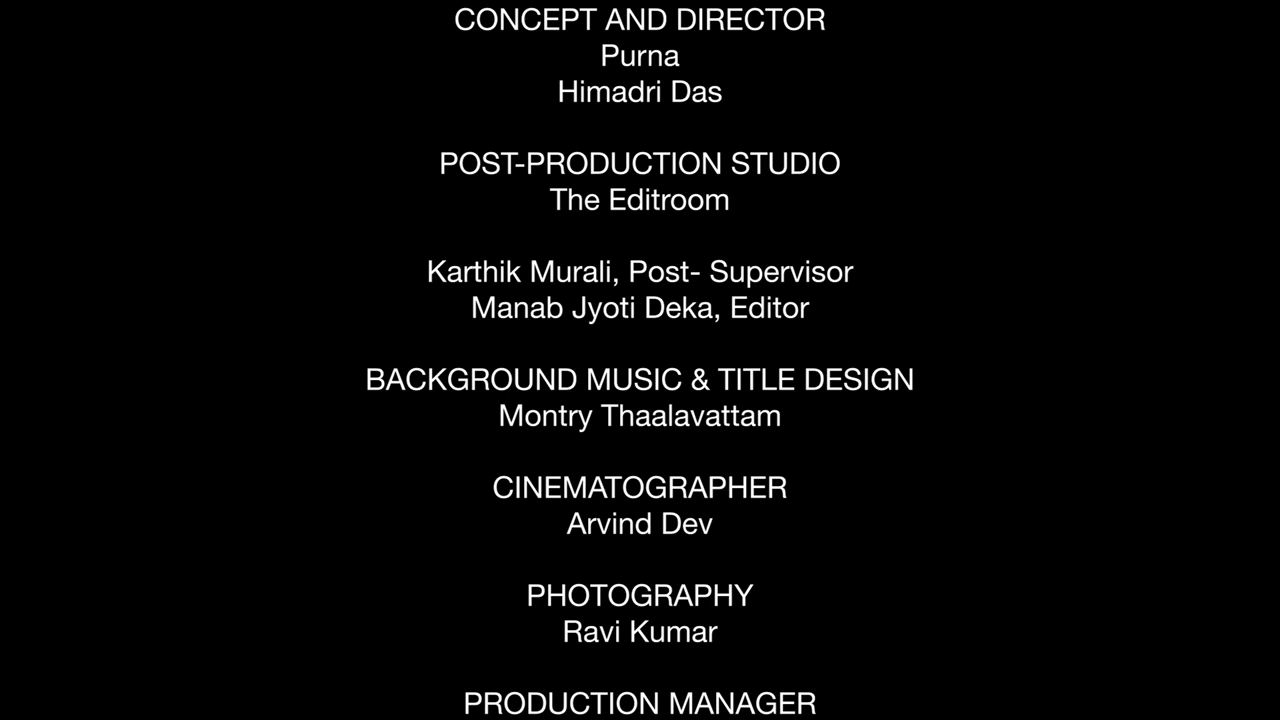 CONCEPT AND DIRECTOR
Purna
Himadri Das
POST-PRODUCTION STUDIO
The Editroom
Karthik Murali, Post- Supervisor
Manab Jyoti Deka, Editor
BACKGROUND MUSIC & TITLE DESIGN
Montry Thaalavattam
CINEMATOGRAPHER
Arvind Dev
PHOTOGRAPHY
Ravi Kumar
PRODUCTION MANAGER